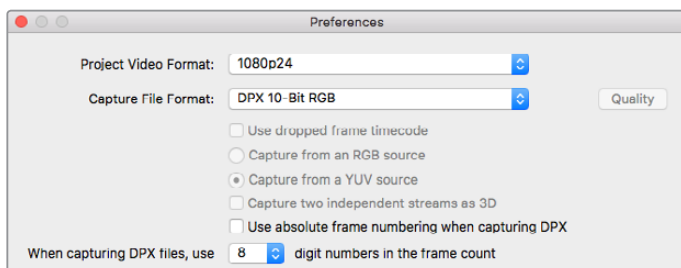 Preferences
Project Video Format: 1080p24
Capture File Format: DPX 10-Bit RGB Quality
Use dropped frame timecode
Capture from an RGB source
Capture from a YUV source
Capture two independent streams as 3D
Use absolute frame numbering when capturing DPX
When capturing DPX files, use 8 digit numbers in the frame count